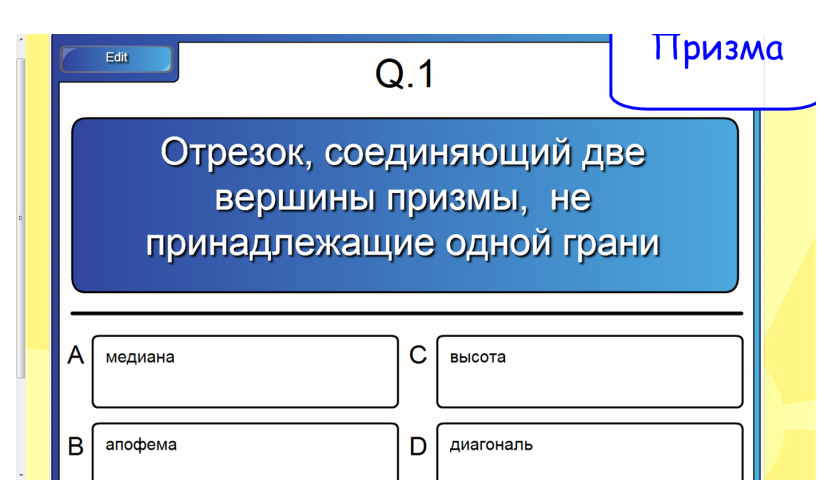 Призма
Edit
Q.1
Отрезок, соединяющий две
вершины призмы, не
принадлежащие одной грани
A медиана
C высота
B апофема
D диагональ